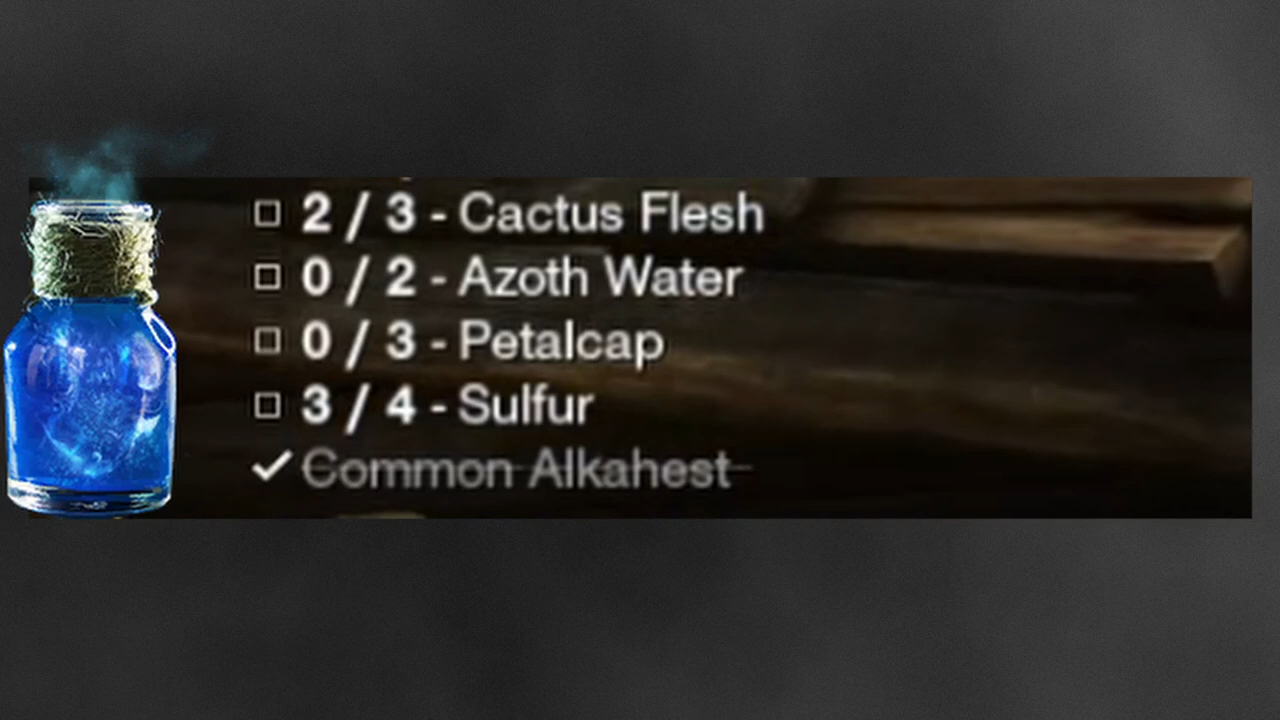 2 / 3 - Cactus Flesh
0 / 2 - Azoth Water
0 / 3 - Petalcap
3 / 4 - Sulfur
Common Alkahest